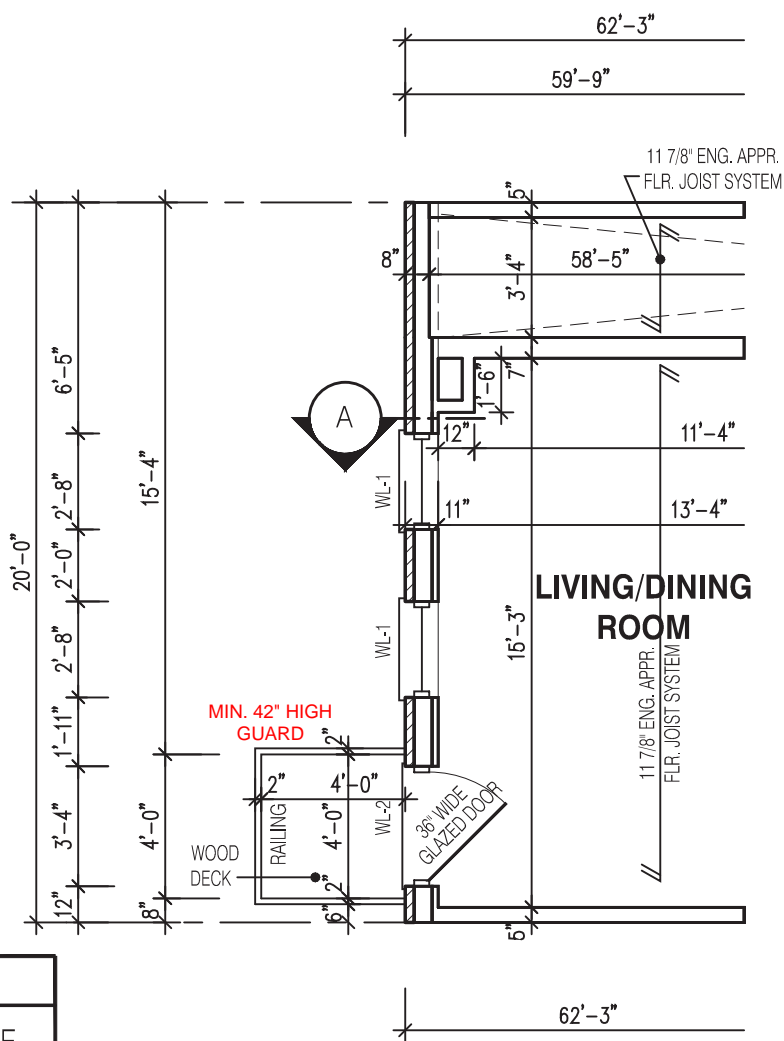 62'-3"
59'-9"
11 7/8" ENG. APPR.
FLR. JOIST SYSTEM
5"
8"
58'-5"
3'-4"
6'-5"
7"
1'-6"
A
12"
11'-4"
15'-4"
2'-8"
WL-1
11"
13'-4"
20'-0"
2'-0"
LIVING/DINING
ROOM
2'-8"
WL-1
15'-3"
11 7/8" ENG. APPR.
FLR. JOIST SYSTEM
MIN. 42" HIGH
GUARD
1'-11"
2"
2"
4'-0"
3'-4"
4'-0"
RAILING
4'-0"
WL-2
36" WIDE
GLAZED DOOR
WOOD
DECK
2"
12"
8"
6"
5"
62'-3"